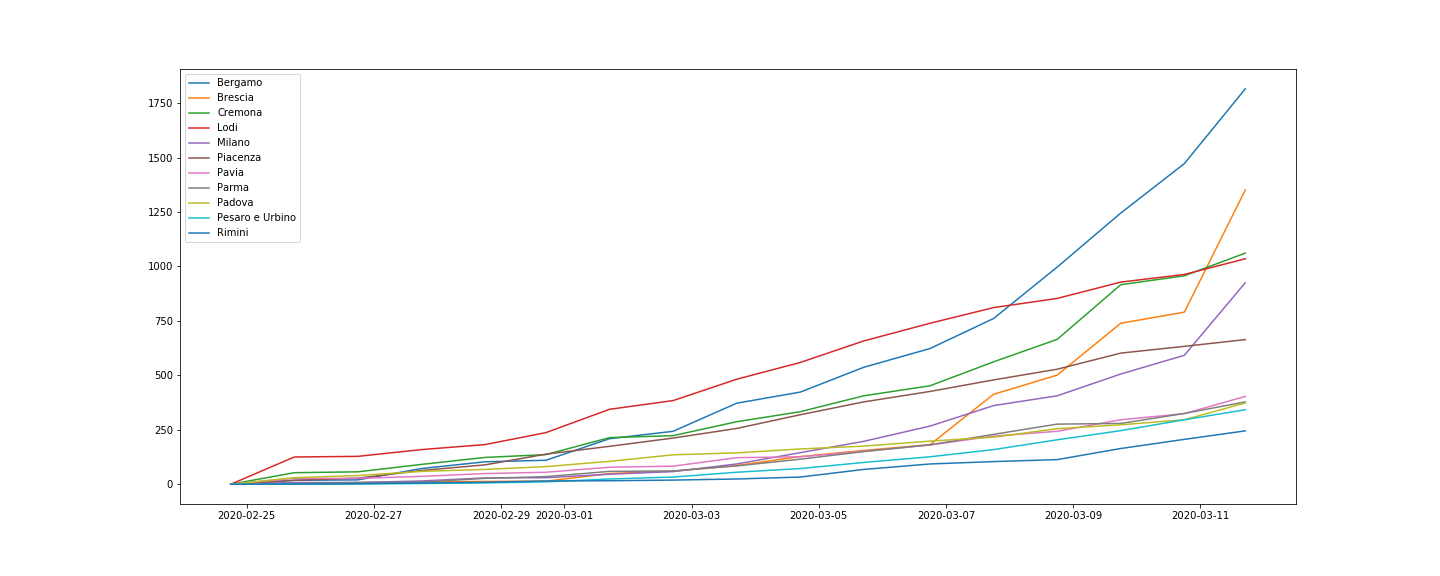 Bergamo
Brescia
Cremona
Lodi
Milano
Piacenza
Pavia
Parma
Padova
Pesaro e Urbino
Rimini
1750
1500
1250
1000
750
500
250
0
2020-02-25 2020-02-27 2020-02-29 2020-03-01 2020-03-03 2020-03-05 2020-03-07 2020-03-09 2020-03-11